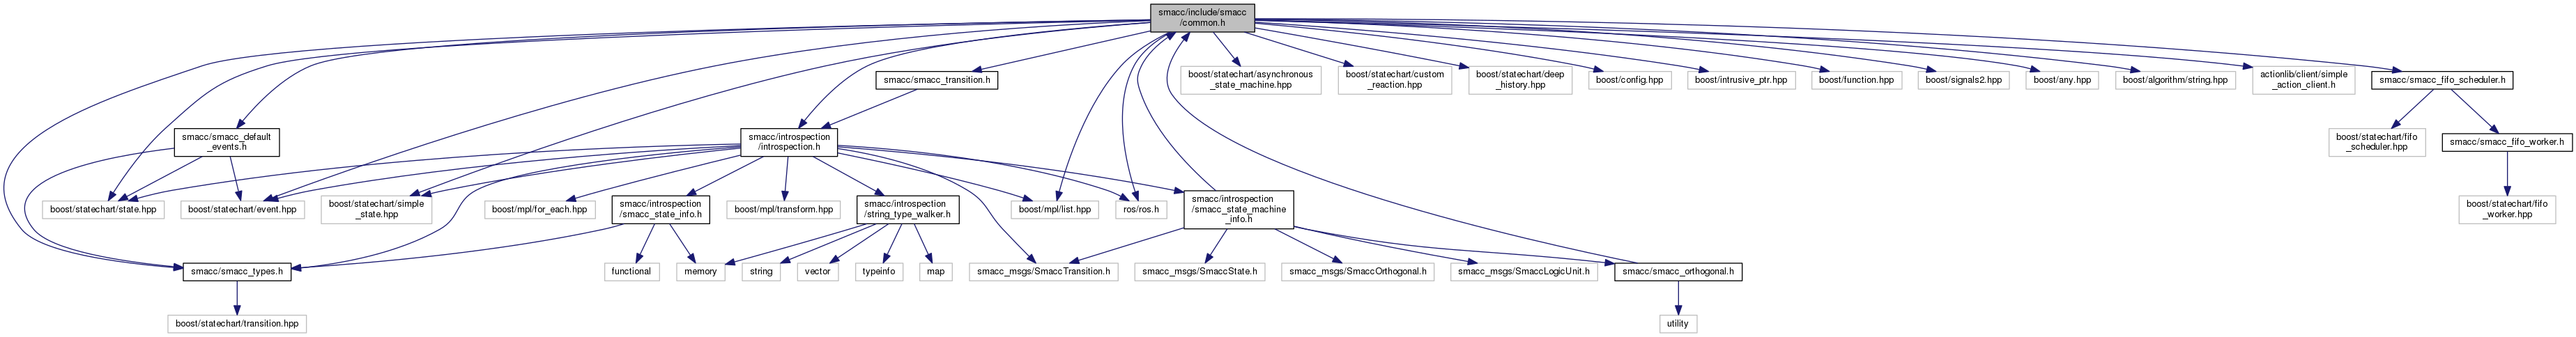 smacc/include/smacc
/common.h
smacc/smacc_transition.h
boost/statechart/asynchronous
_state_machine.hpp
boost/statechart/custom
_reaction.hpp
boost/statechart/deep
_history.hpp
boost/config.hpp
boost/intrusive_ptr.hpp
boost/function.hpp
boost/signals2.hpp
boost/any.hpp
boost/algorithm/string.hpp
actionlib/client/simple
_action_client.h
smacc/smacc_fifo_scheduler.h
smacc/smacc_default
_events.h
smacc/introspection
/introspection.h
boost/statechart/fifo
_scheduler.hpp
smacc/smacc_fifo_worker.h
boost/statechart/state.hpp
boost/statechart/event.hpp
boost/statechart/simple
_state.hpp
boost/mpl/for_each.hpp
smacc/introspection
/smacc_state_info.h
boost/mpl/transform.hpp
smacc/introspection
/string_type_walker.h
boost/mpl/list.hpp
ros/ros.h
smacc/introspection
/smacc_state_machine
_info.h
boost/statechart/fifo
_worker.hpp
smacc/smacc_types.h
functional
memory
string
vector
typeinfo
map
smacc_msgs/SmaccTransition.h
smacc_msgs/SmaccState.h
smacc_msgs/SmaccOrthogonal.h
smacc_msgs/SmaccLogicUnit.h
smacc/smacc_orthogonal.h
boost/statechart/transition.hpp
utility